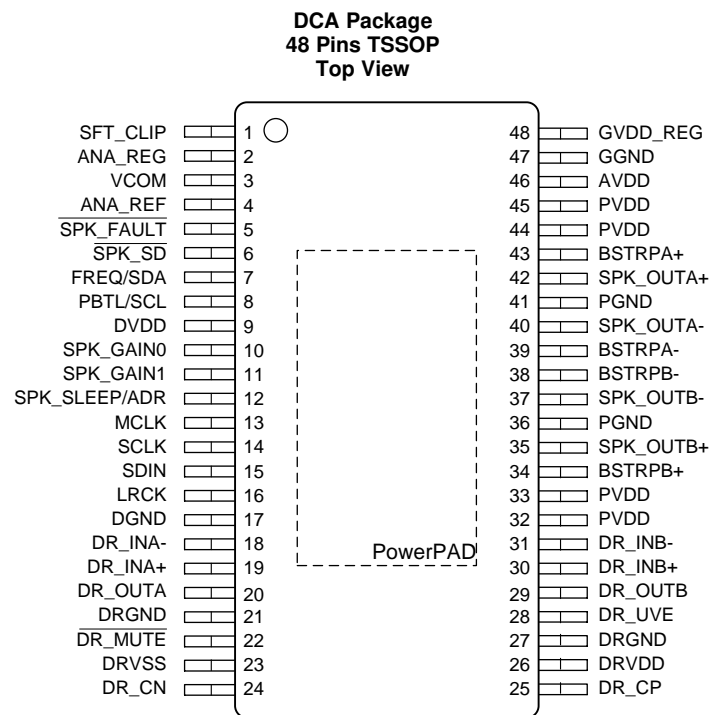 DCA Package
48 Pins TSSOP
Top View
SFT_CLIP 1 48 GVDD_REG
ANA_REG 2 47 GGND
VCOM 3 46 AVDD
ANA_REF 4 45 PVDD
SPK_FAULT 5 44 PVDD
SPK_SD 6 43 BSTRPA+
FREQ/SDA 7 42 SPK_OUTA+
PBTL/SCL 8 41 PGND
DVDD 9 40 SPK_OUTA-
SPK_GAIN0 10 39 BSTRPA-
SPK_GAIN1 11 38 BSTRPB-
SPK_SLEEP/ADR 12 37 SPK_OUTB-
MCLK 13 36 PGND
SCLK 14 35 SPK_OUTB+
SDIN 15 34 BSTRPB+
LRCK 16 33 PVDD
DGND 17 32 PVDD
DR_INA- 18 PowerPAD 31 DR_INB-
DR_INA+ 19 30 DR_INB+
DR_OUTA 20 29 DR_OUTB
DRGND 21 28 DR_UVE
DR_MUTE 22 27 DRGND
DRVSS 23 26 DRVDD
DR_CN 24 25 DR_CP